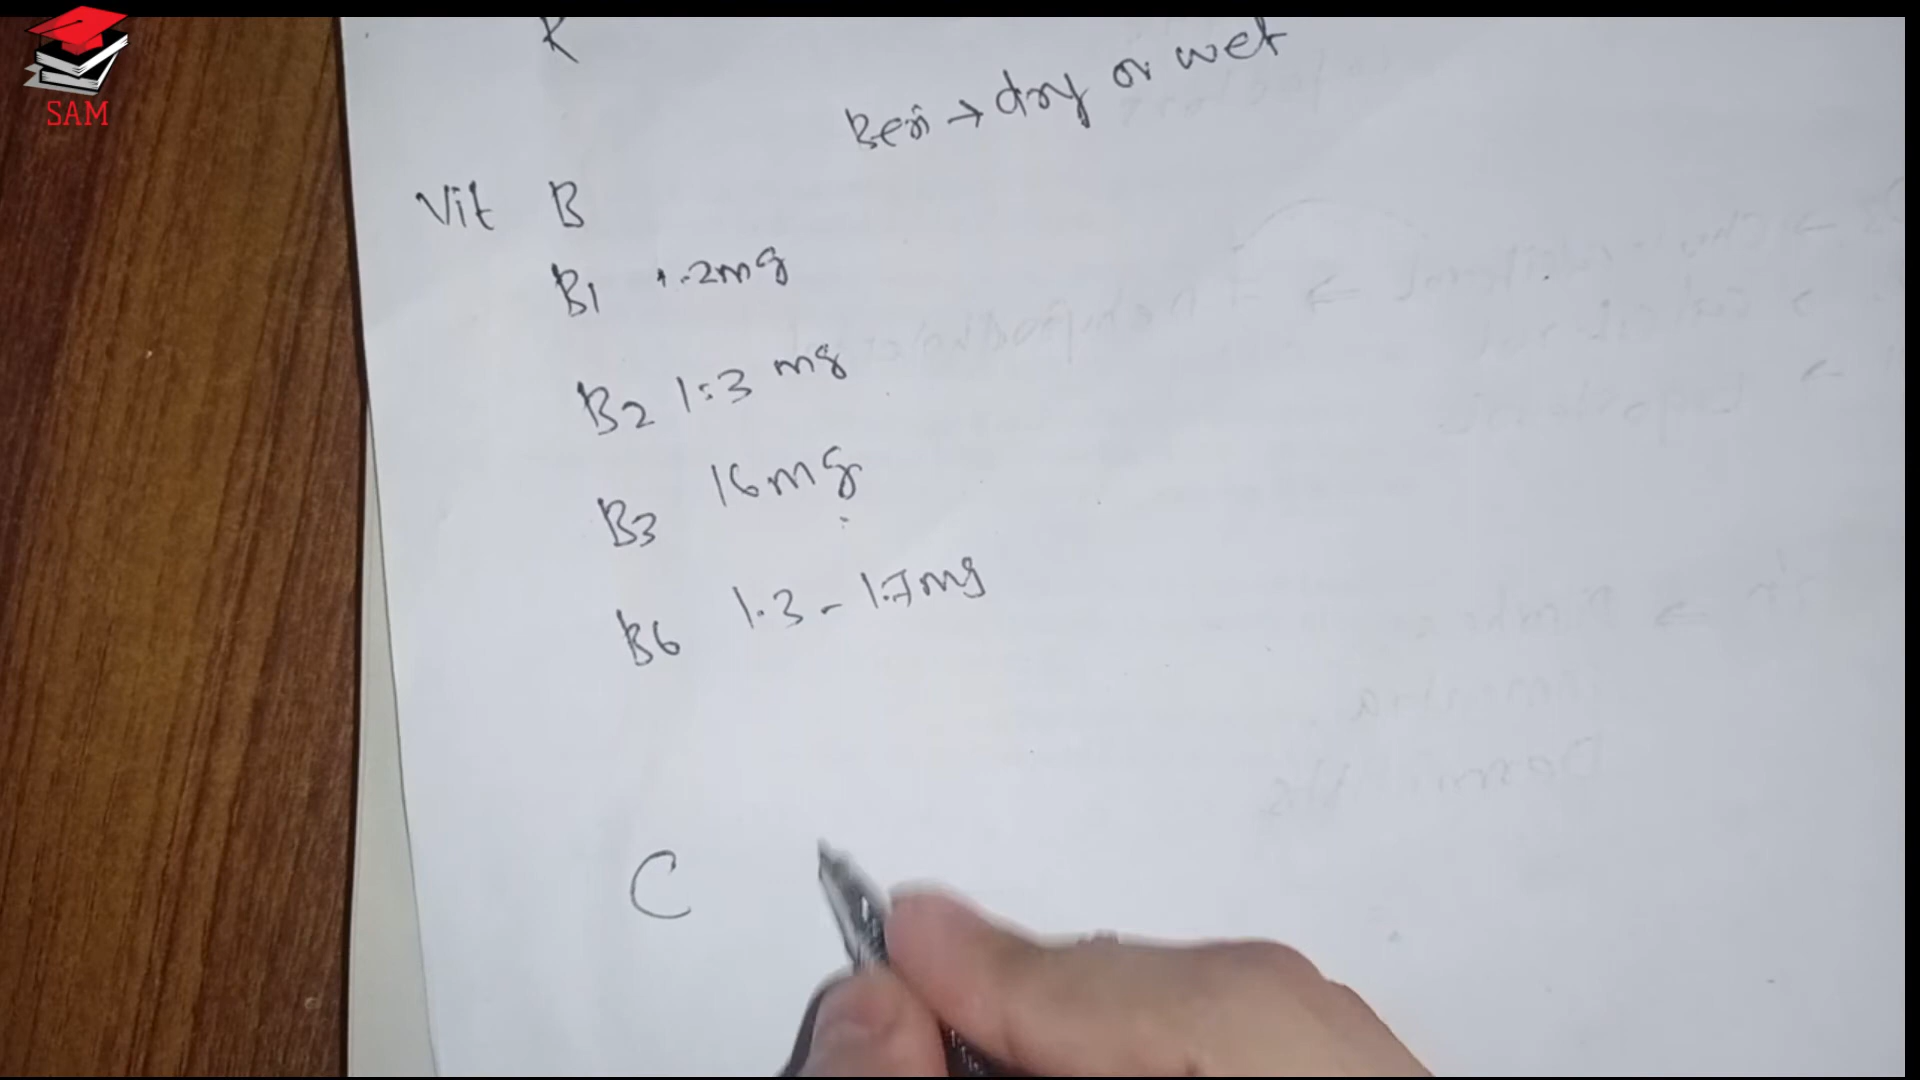 SAM
K
Beri → dry or wet
Vit B
B1 1.2mg
B2 1.3 mg
B3 16mg
B6 1.3 - 1.7mg
C